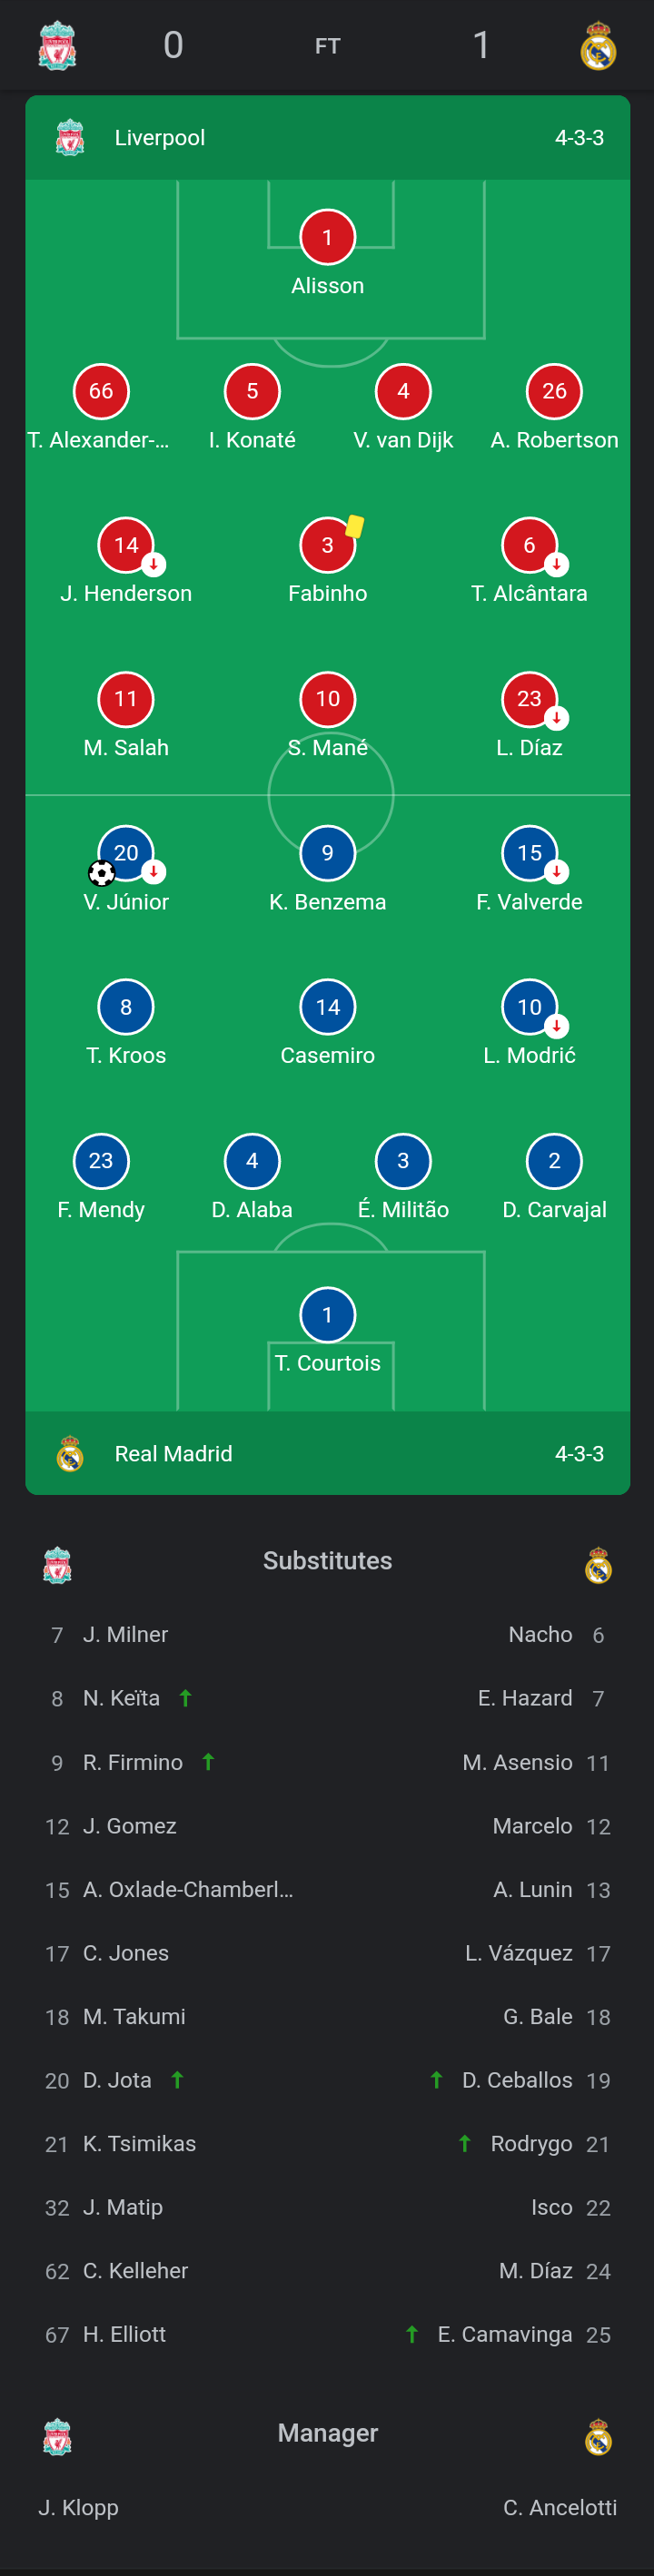 0 FT 1
Liverpool 4-3-3
1
Alisson
66 5 4 26
T. Alexander-... I. Konaté V. van Dijk A. Robertson
14 3 6
J. Henderson Fabinho T. Alcântara
11 10 23
M. Salah S. Mané L. Díaz
20 9 15
V. Júnior K. Benzema F. Valverde
8 14 10
T. Kroos Casemiro L. Modrić
23 4 3 2
F. Mendy D. Alaba É. Militão D. Carvajal
1
T. Courtois
Real Madrid 4-3-3
Substitutes
7 J. Milner Nacho 6
8 N. Keïta E. Hazard 7
9 R. Firmino M. Asensio 11
12 J. Gomez Marcelo 12
15 A. Oxlade-Chamberl... A. Lunin 13
17 C. Jones L. Vázquez 17
18 M. Takumi G. Bale 18
20 D. Jota D. Ceballos 19
21 K. Tsimikas Rodrygo 21
32 J. Matip Isco 22
62 C. Kelleher M. Díaz 24
67 H. Elliott E. Camavinga 25
Manager
J. Klopp C. Ancelotti